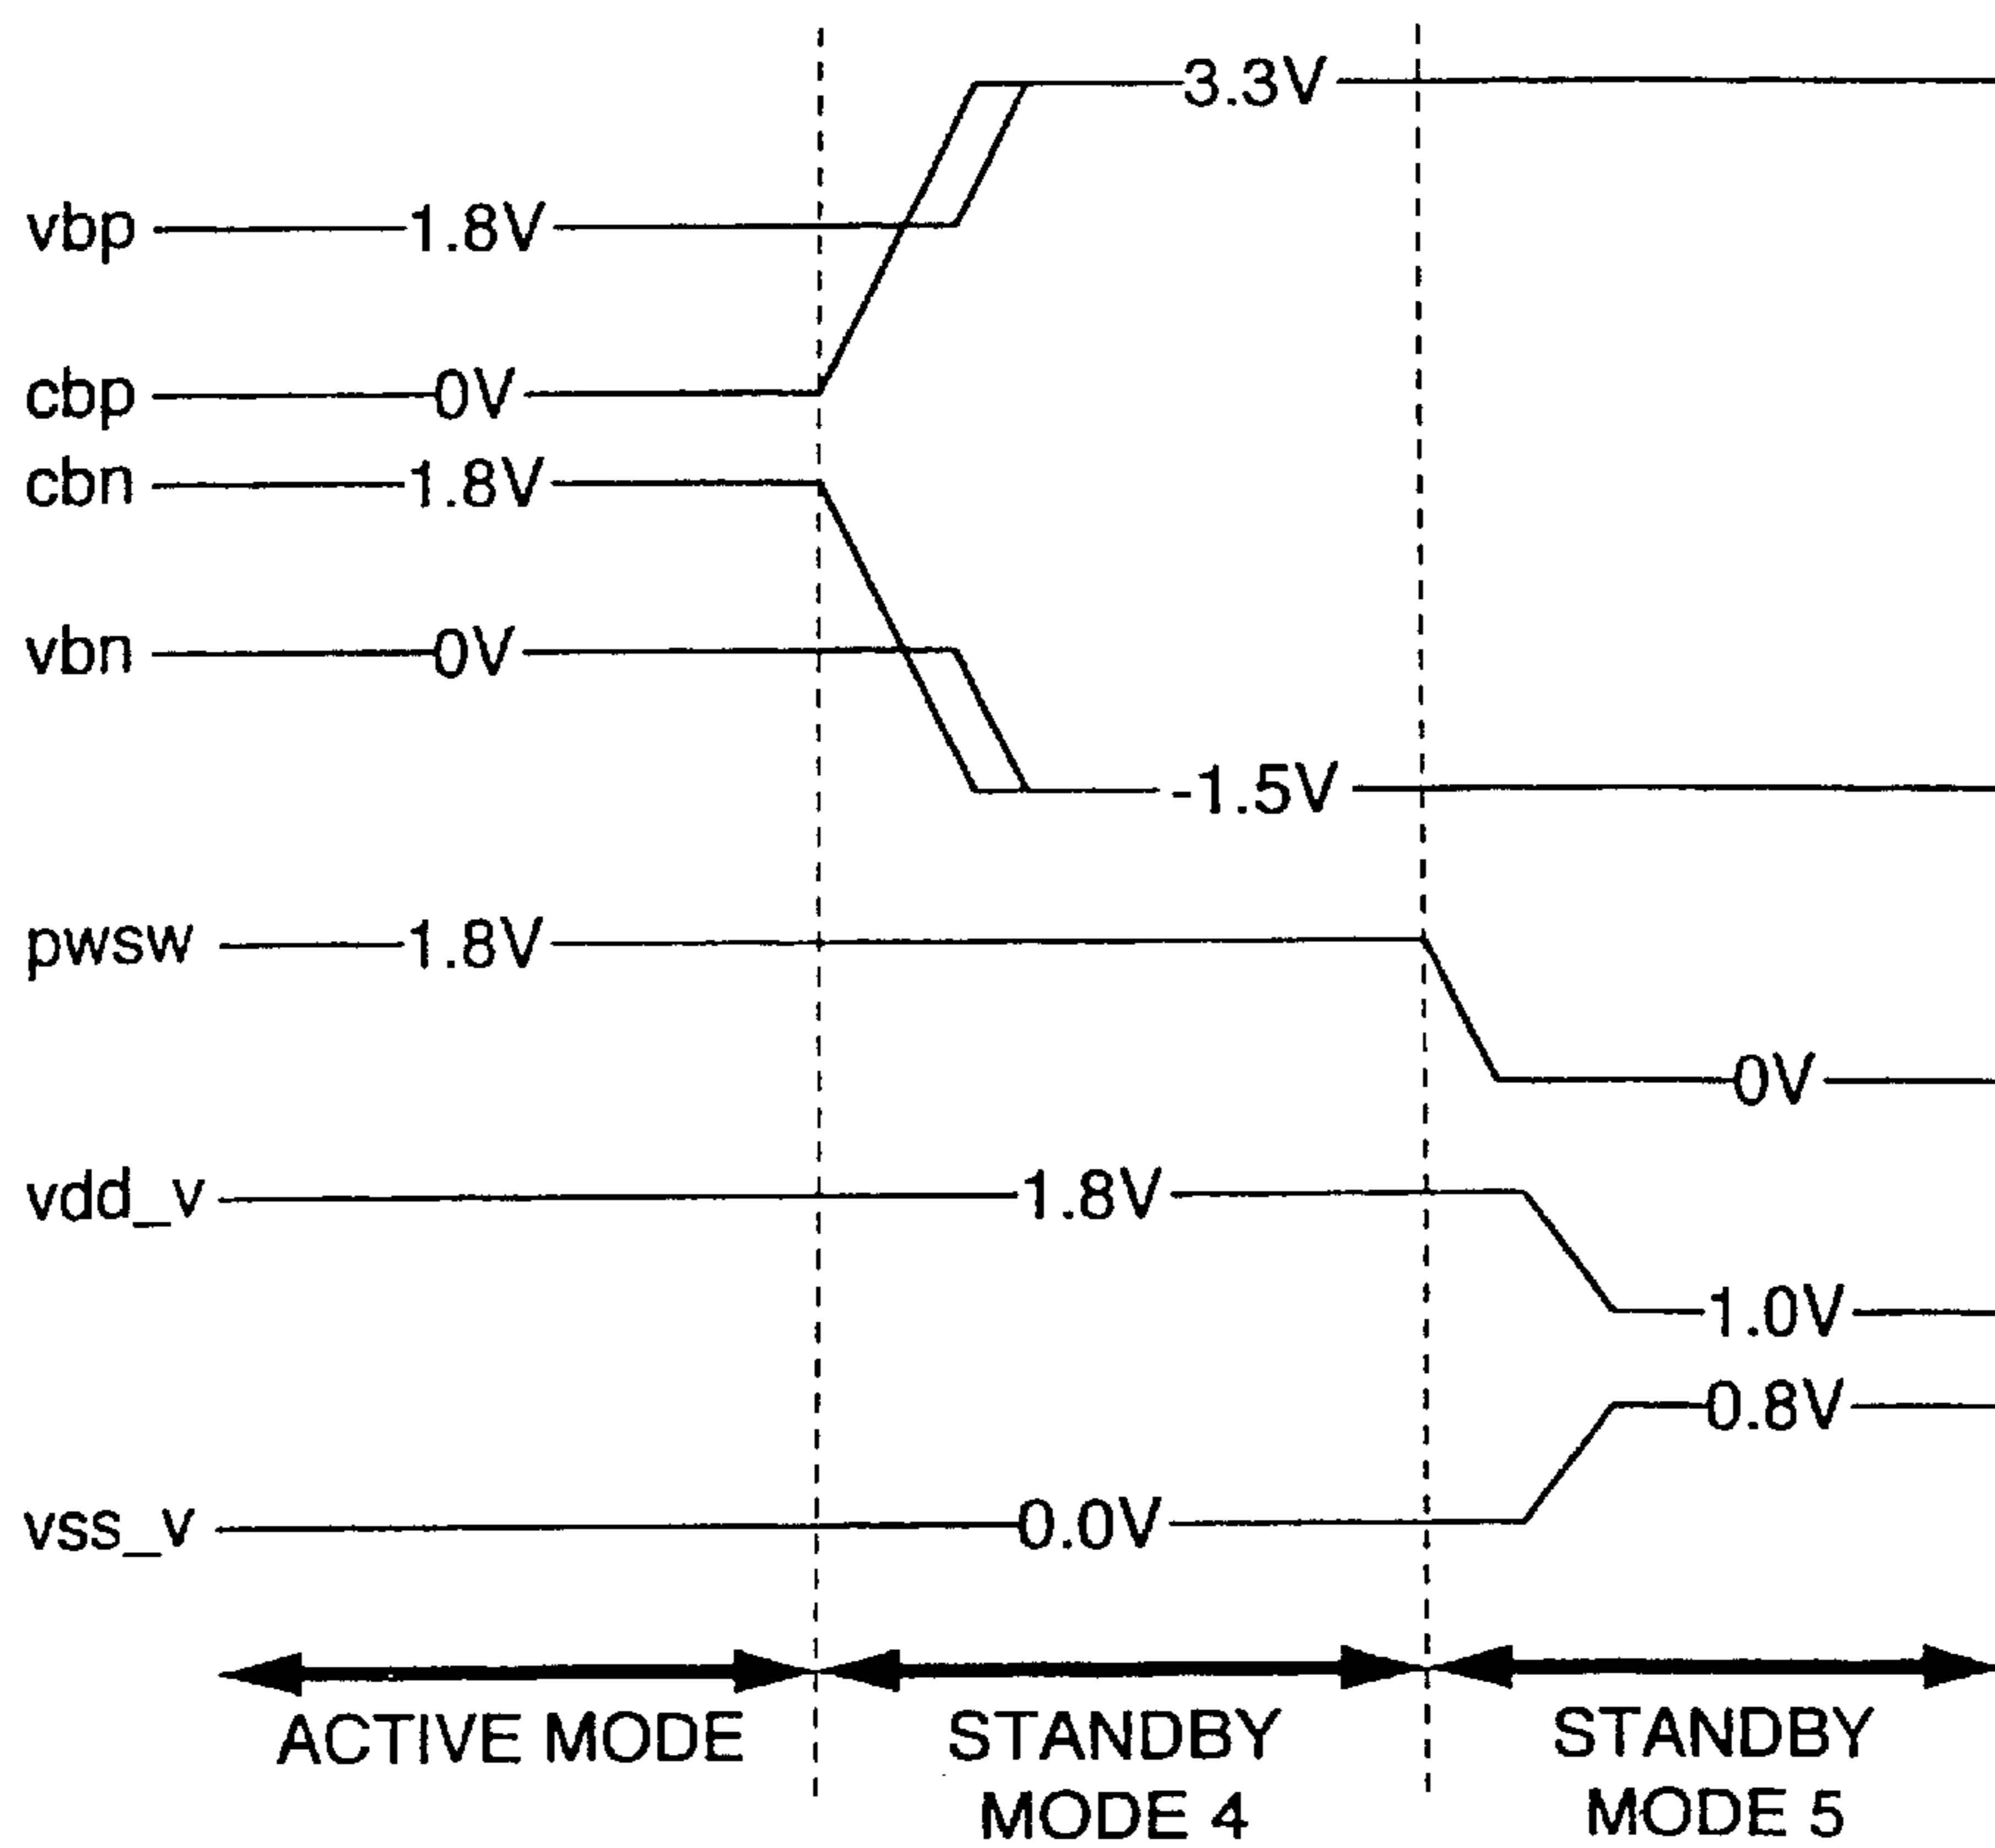 3.3V
vbp 1.8V
cbp 0V
cbn 1.8V
vbn 0V
-1.5V
pwsw 1.8V
0V
vdd_v 1.8V
1.0V
0.8V
vss_v 0.0V
ACTIVE MODE
STANDBY
MODE 4
STANDBY
MODE 5